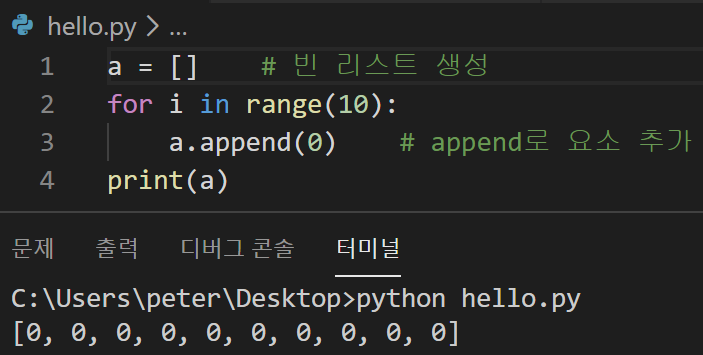 hello.py > ...
1 a = []    # 빈 리스트 생성
2 for i in range(10):
3     a.append(0)    # append로 요소 추가
4 print(a)
문제 출력 디버그 콘솔 터미널
C:\Users\peter\Desktop>python hello.py
[0, 0, 0, 0, 0, 0, 0, 0, 0, 0]